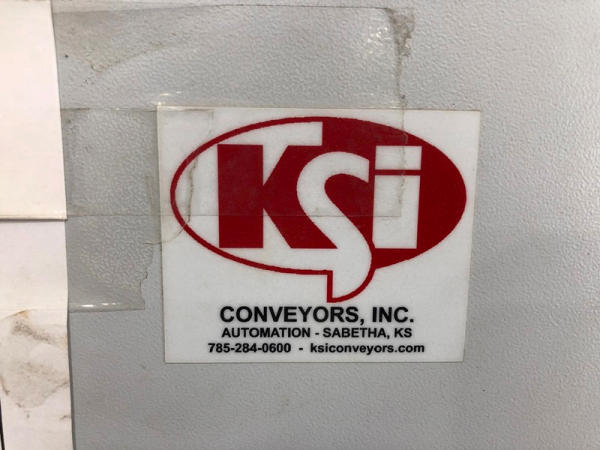 KSi
CONVEYORS, INC.
AUTOMATION - SABETHA, KS
785-284-0600 - ksiconveyors.com